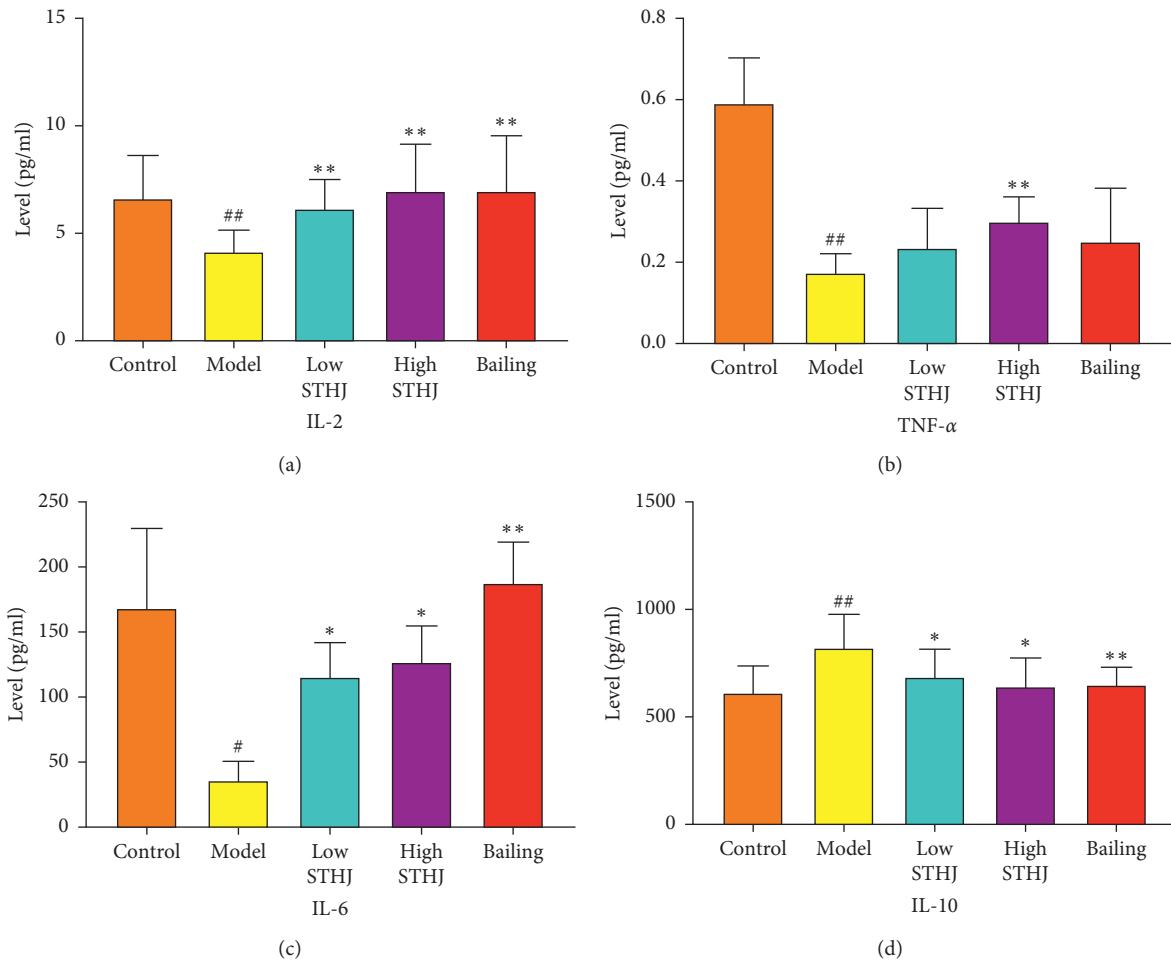 15
10
5
0
Level (pg/ml)
##
**
**
**
Control
Model
Low
STHJ
High
STHJ
Bailing
IL-2
(a)
0.8
0.6
0.4
0.2
0.0
Level (pg/ml)
##
**
Control
Model
Low
STHJ
High
STHJ
Bailing
TNF-α
(b)
250
200
150
100
50
0
Level (pg/ml)
#
*
*
**
Control
Model
Low
STHJ
High
STHJ
Bailing
IL-6
(c)
1500
1000
500
0
Level (pg/ml)
##
*
*
**
Control
Model
Low
STHJ
High
STHJ
Bailing
IL-10
(d)